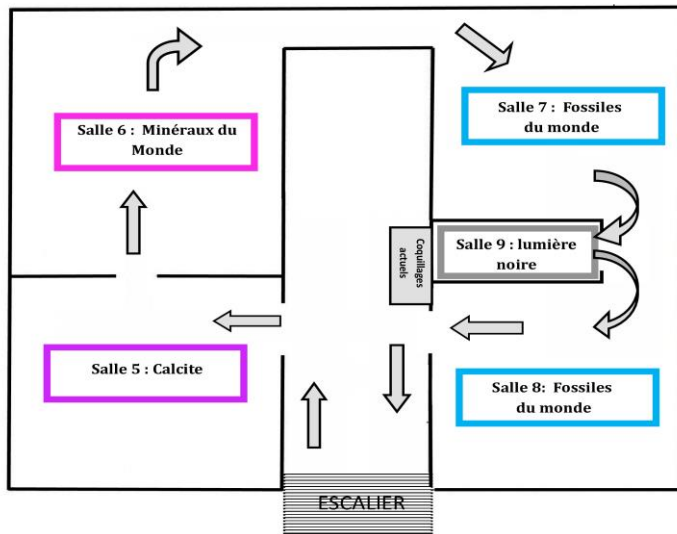 Salle 6 : Minéraux du
Monde
Salle 7 : Fossiles
du monde
Coquillages
actuels
Salle 9 : lumière
noire
Salle 5 : Calcite
Salle 8: Fossiles
du monde
ESCALIER